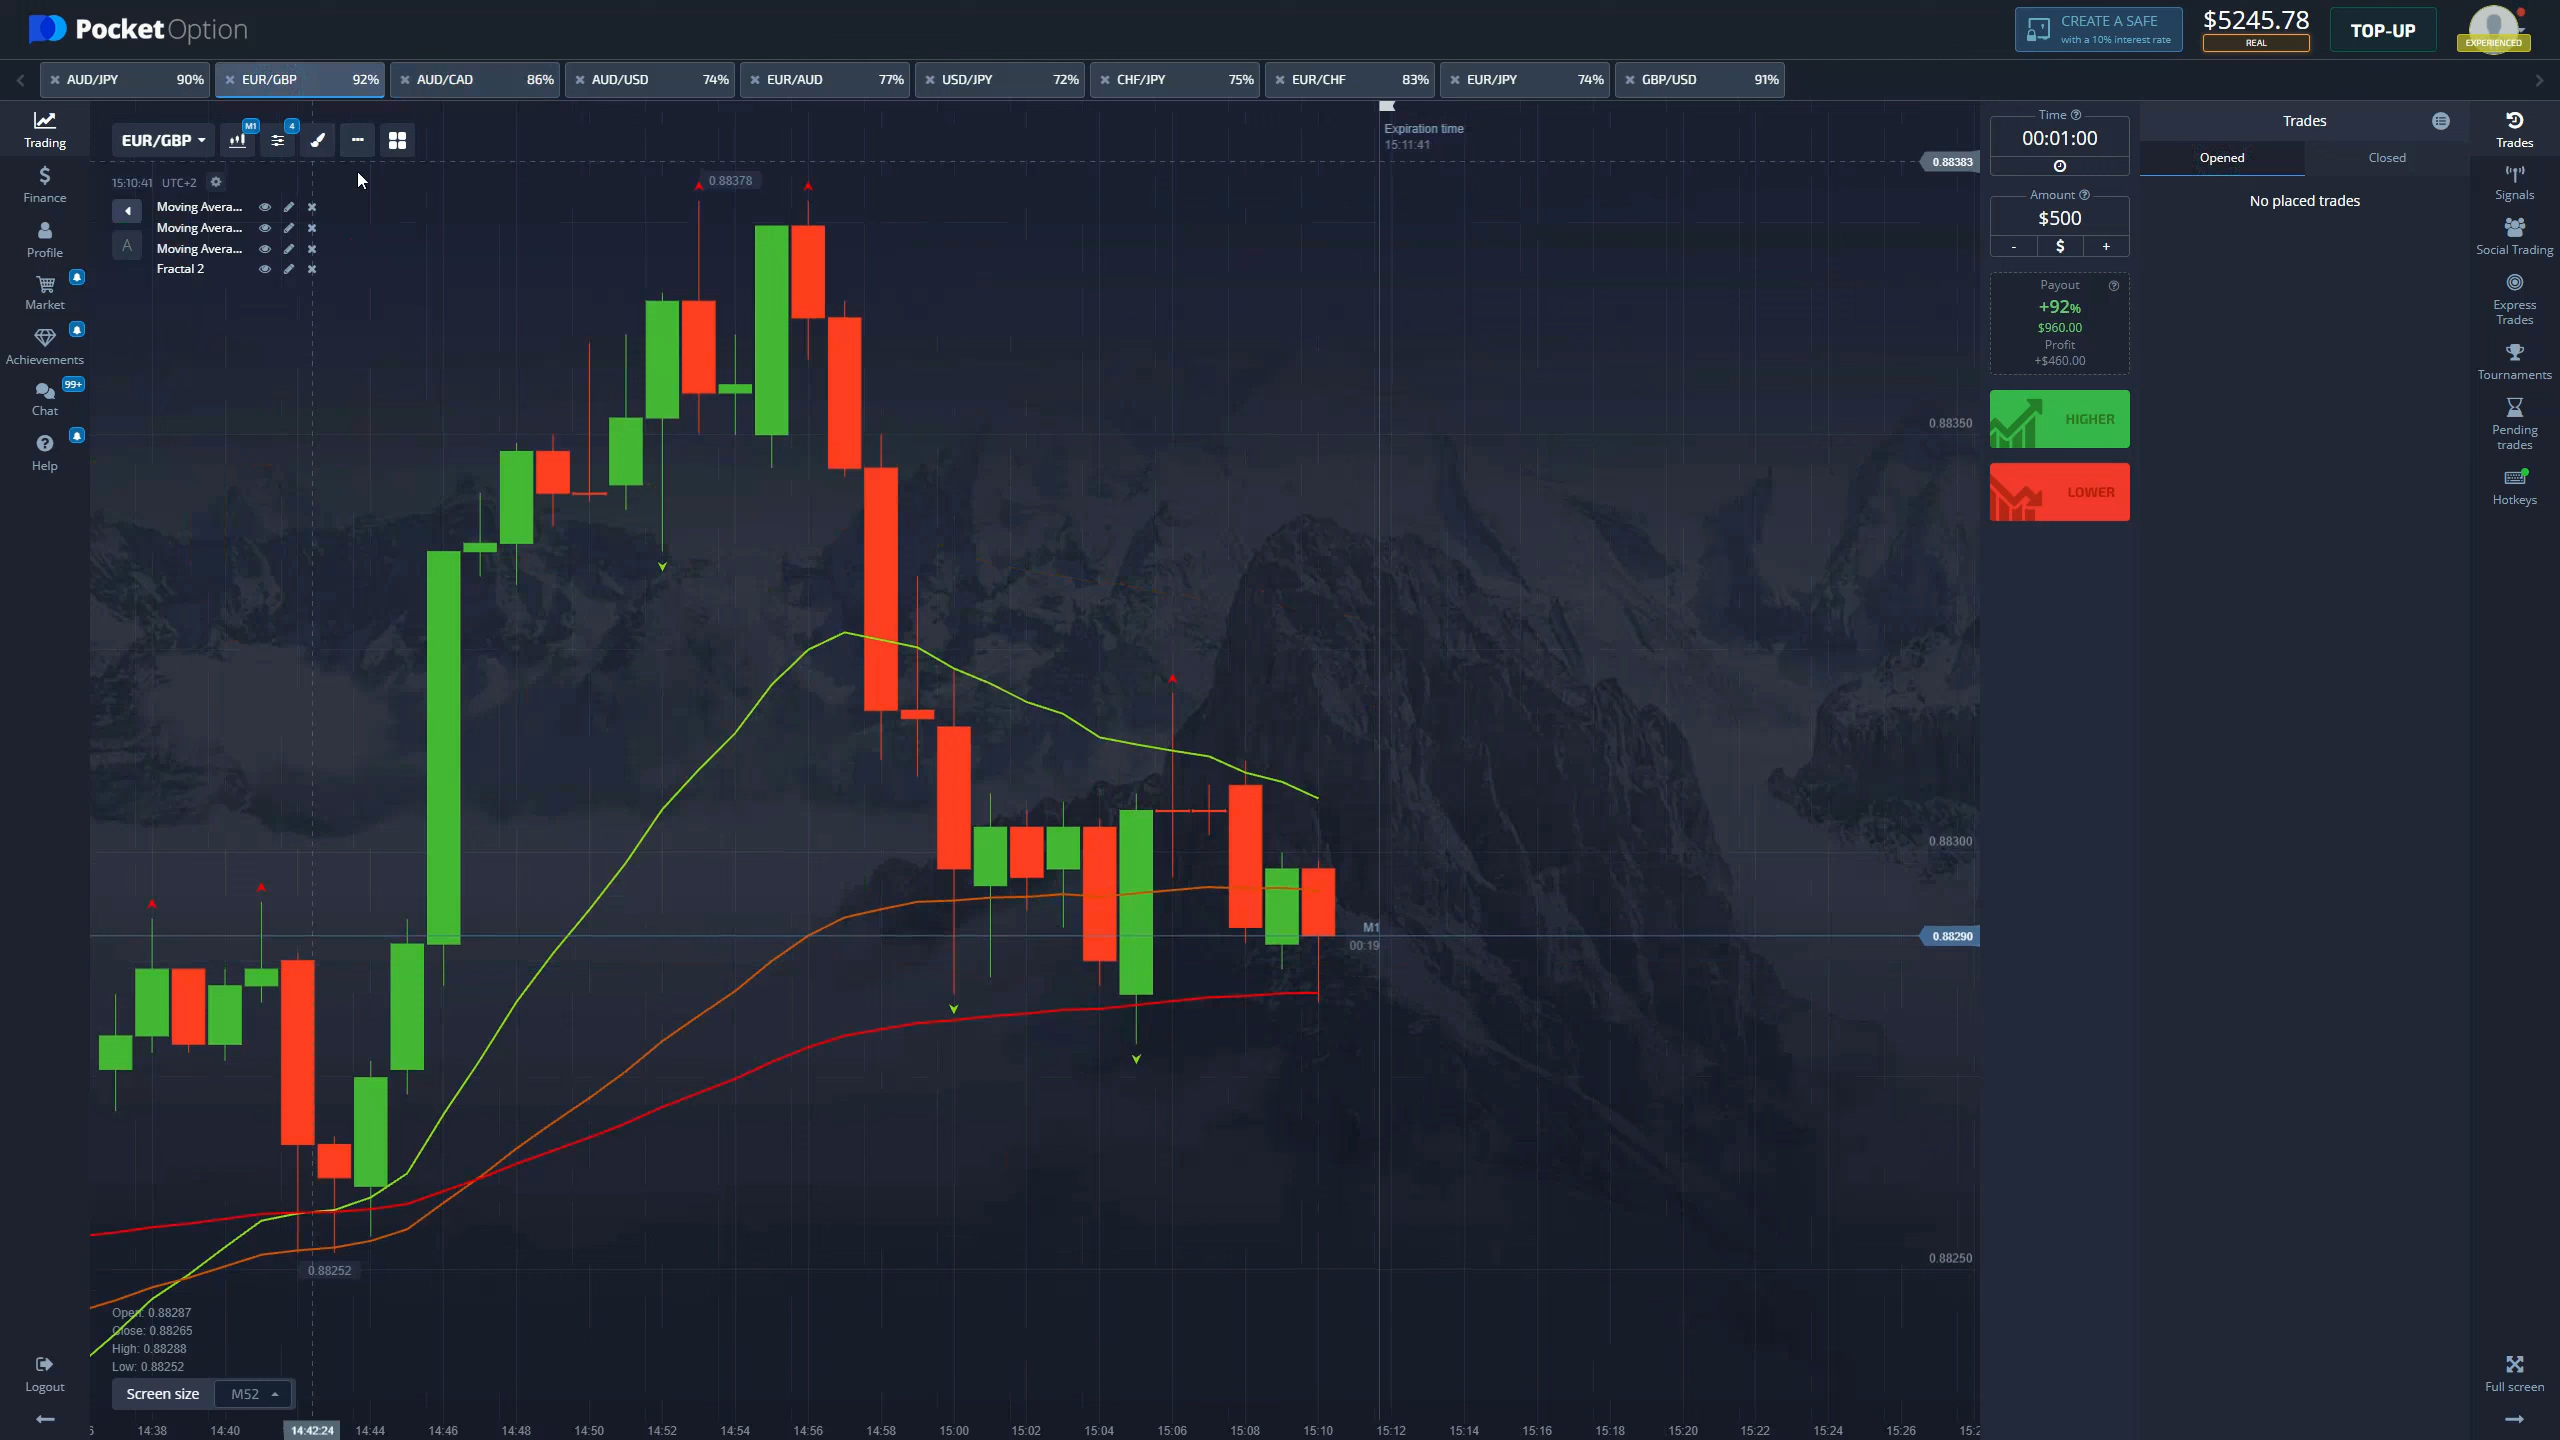 PocketOption
CREATE A SAFE
with a 10% interest rate
$5245.78
REAL
TOP-UP
EXPERIENCED
AUD/JPY 90%
EUR/GBP 92%
AUD/CAD 86%
AUD/USD 74%
EUR/AUD 77%
USD/JPY 72%
CHF/JPY 75%
EUR/CHF 83%
EUR/JPY 74%
GBP/USD 91%
Trading
Finance
Profile
Market
Achievements
99+
Chat
Help
Logout
EUR/GBP
M1
4
15:10:41 UTC+2
Moving Avera...
Moving Avera...
Moving Avera...
A
Fractal 2
0.88378
Expiration time
15:11:41
0.88383
0.88350
0.88300
M1
00:19
0.88290
0.88250
0.88252
Open: 0.88287
Close: 0.88265
High: 0.88288
Low: 0.88252
Screen size M52
14:38 14:40 14:42:24 14:44 14:46 14:48 14:50 14:52 14:54 14:56 14:58 15:00 15:02 15:04 15:06 15:08 15:10 15:12 15:14 15:16 15:18 15:20 15:22 15:24 15:26
Time
00:01:00
Amount
$500
- $ +
Payout
+92%
$960.00
Profit
+$460.00
HIGHER
LOWER
Trades
Opened Closed
No placed trades
Trades
Signals
Social Trading
Express
Trades
Tournaments
Pending
trades
Hotkeys
Full screen